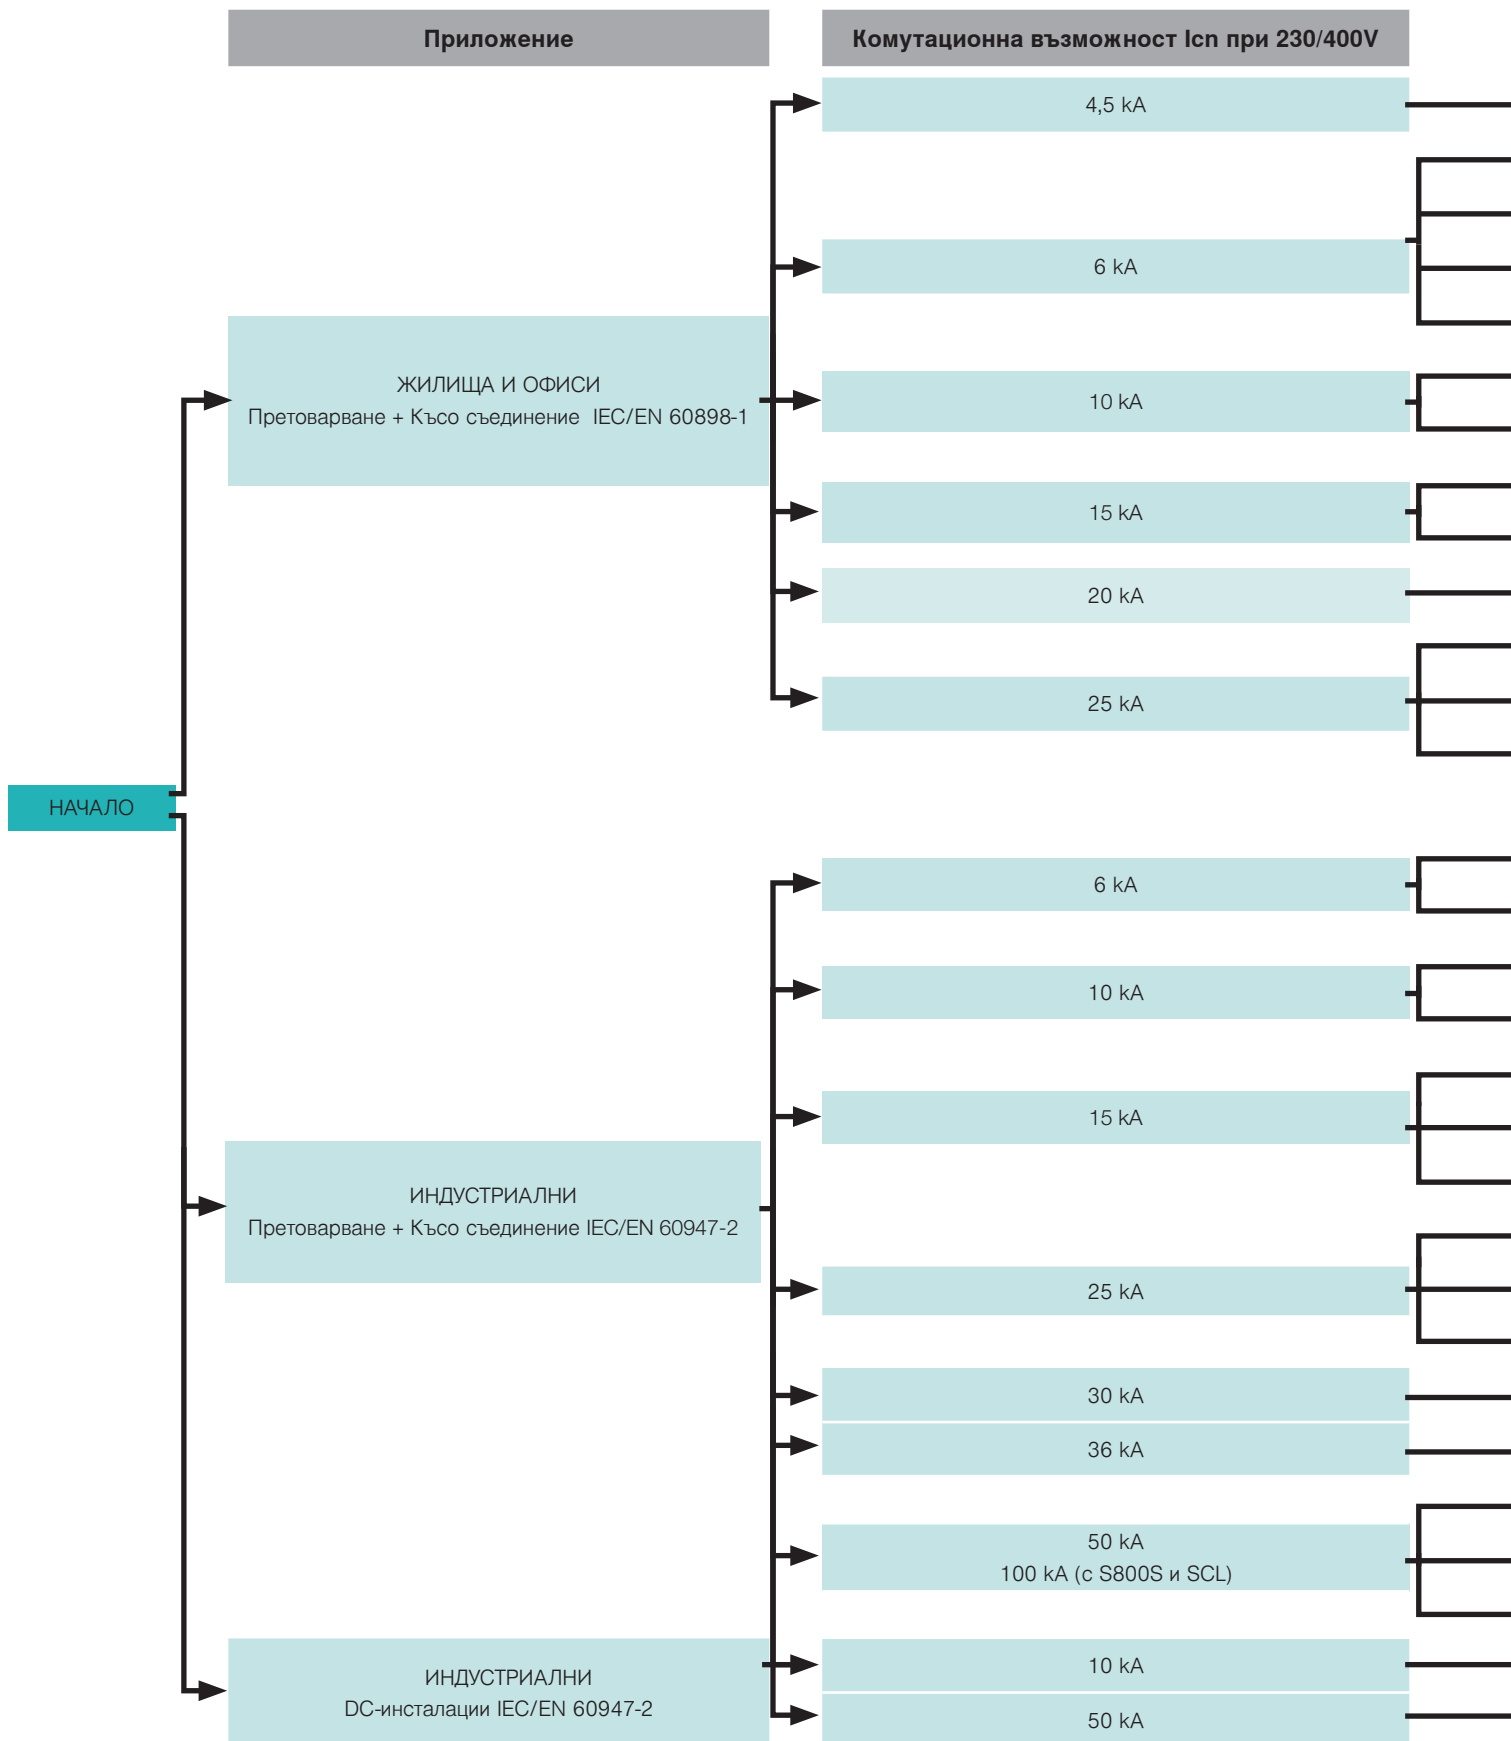 Приложение
Комутационна възможност Icn при 230/400V
4,5 kA
6 kA
ЖИЛИЩА И ОФИСИ
Претоварване + Късо съединение IEC/EN 60898-1
10 kA
15 kA
20 kA
25 kA
НАЧАЛО
6 kA
10 kA
15 kA
ИНДУСТРИАЛНИ
Претоварване + Късо съединение IEC/EN 60947-2
25 kA
30 kA
36 kA
50 kA
100 kA (с S800S и SCL)
ИНДУСТРИАЛНИ
DC-инсталации IEC/EN 60947-2
10 kA
50 kA